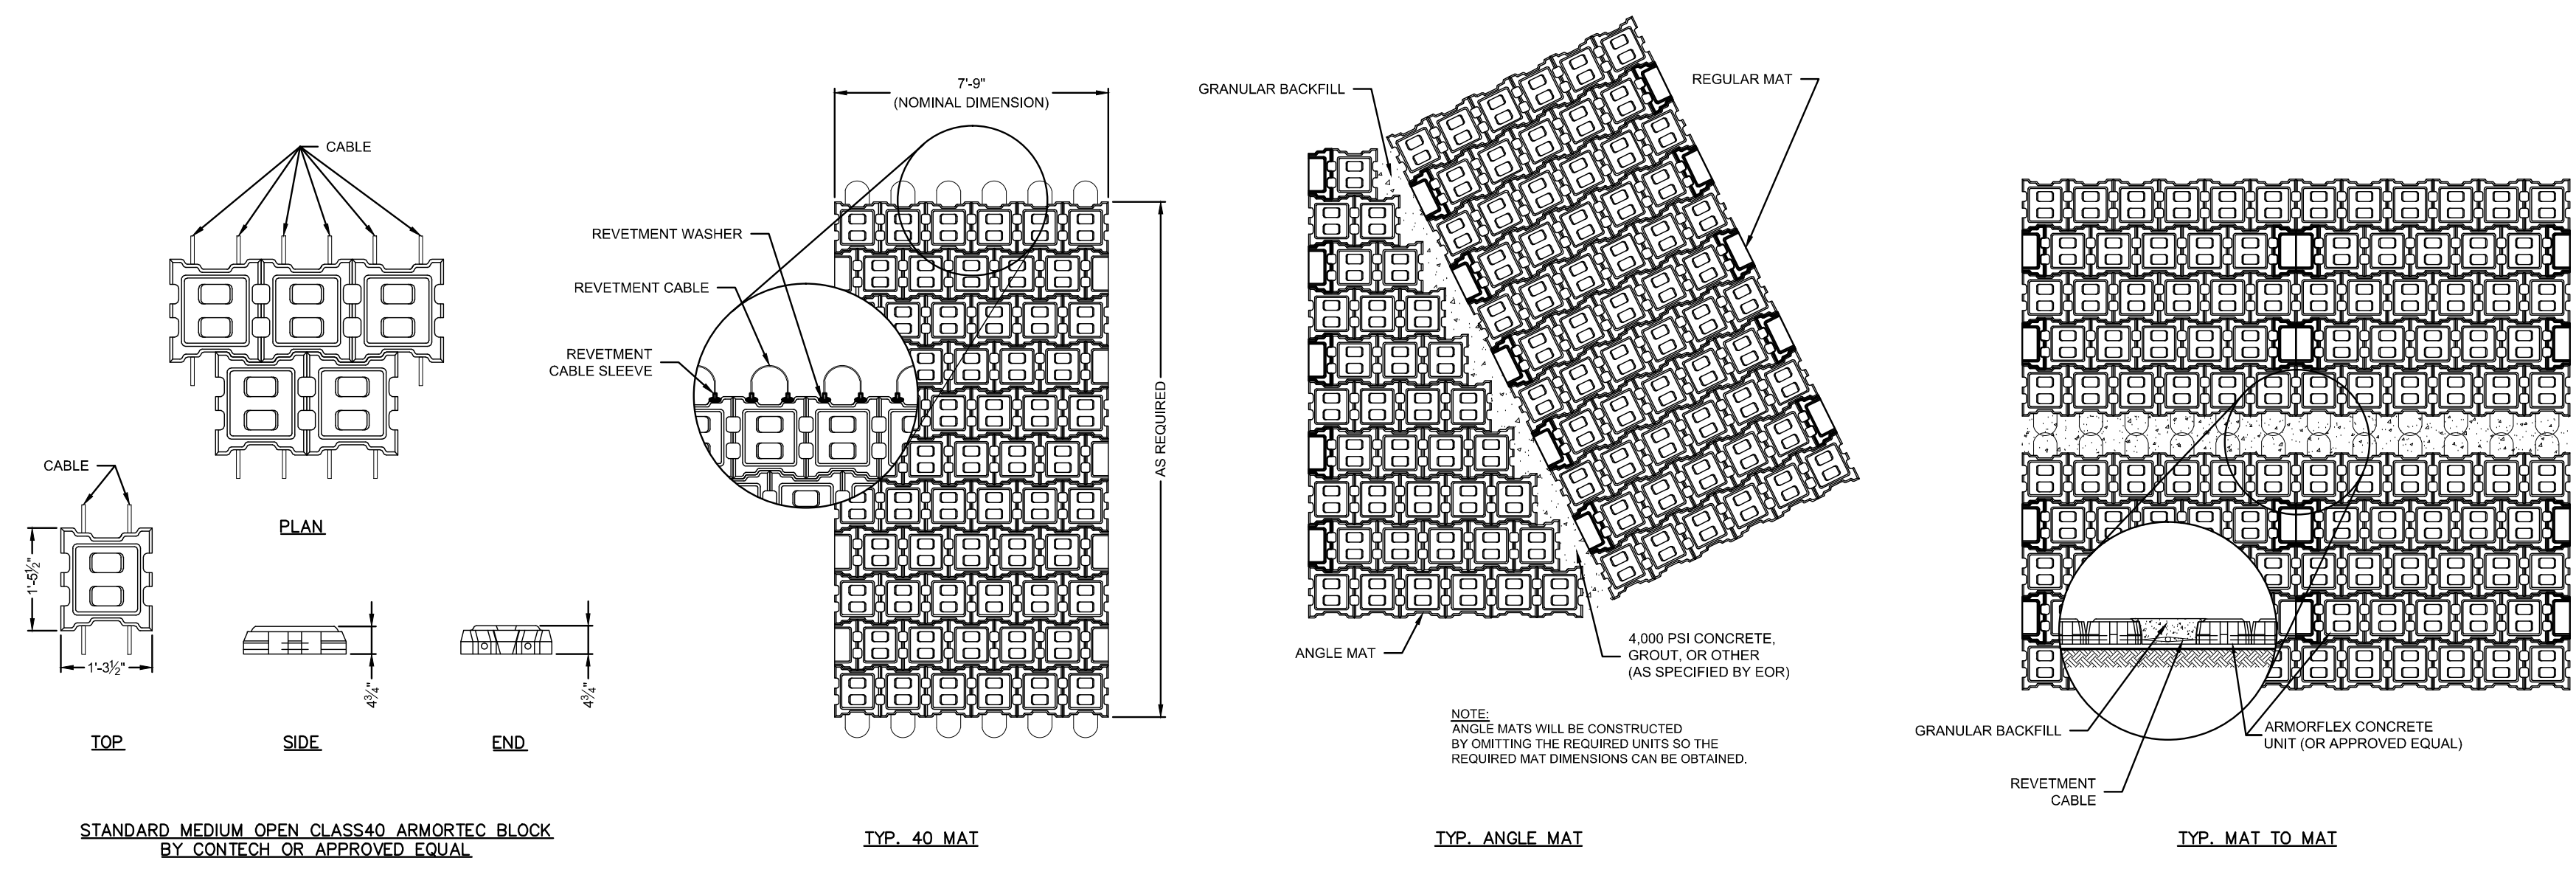 CABLE
CABLE
1'-5½"
1'-3½"
TOP
PLAN
4¾"
SIDE
4¾"
END
STANDARD MEDIUM OPEN CLASS40 ARMORTEC BLOCK
BY CONTECH OR APPROVED EQUAL
7'-9"
(NOMINAL DIMENSION)
REVETMENT WASHER
REVETMENT CABLE
REVETMENT
CABLE SLEEVE
AS REQUIRED
TYP. 40 MAT
GRANULAR BACKFILL
REGULAR MAT
ANGLE MAT
4,000 PSI CONCRETE,
GROUT, OR OTHER
(AS SPECIFIED BY EOR)
NOTE:
ANGLE MATS WILL BE CONSTRUCTED
BY OMITTING THE REQUIRED UNITS SO THE
REQUIRED MAT DIMENSIONS CAN BE OBTAINED.
TYP. ANGLE MAT
GRANULAR BACKFILL
REVETMENT
CABLE
ARMORFLEX CONCRETE
UNIT (OR APPROVED EQUAL)
TYP. MAT TO MAT